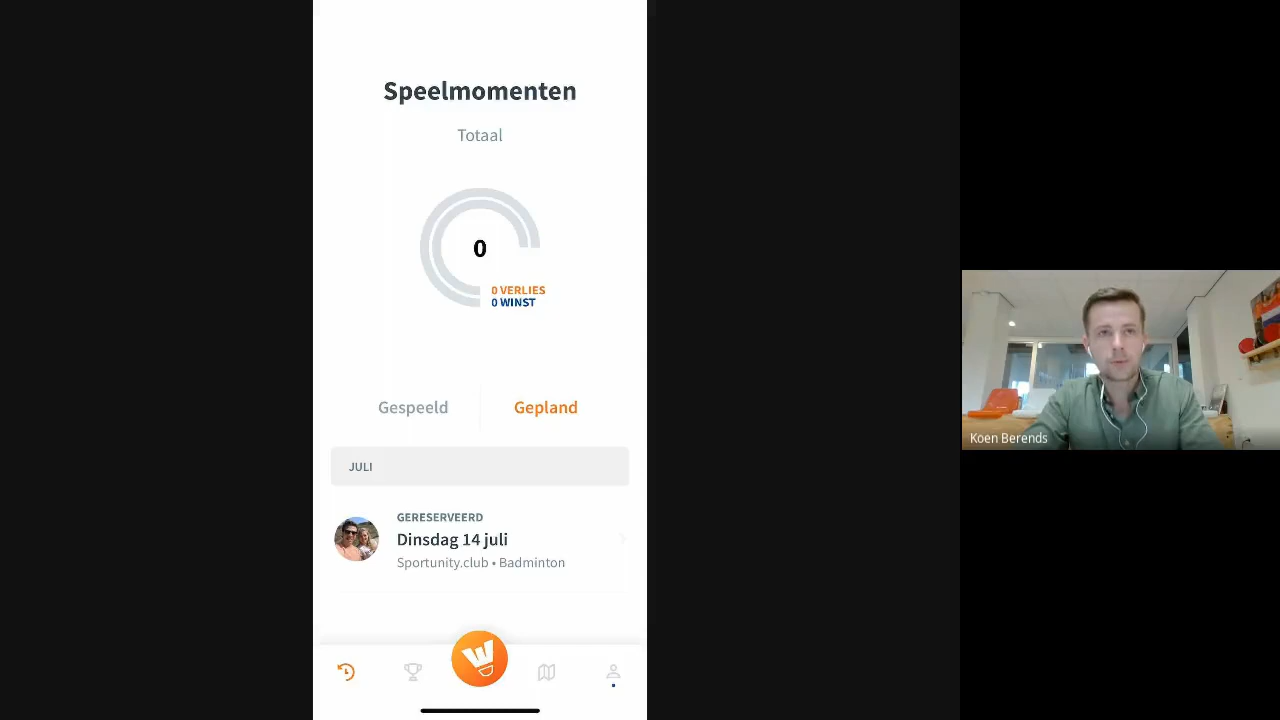 Speelmomenten
Totaal
0
0 VERLIES
0 WINST
Gespeeld
Gepland
JULI
GERESERVEERD
Dinsdag 14 juli
Sportunity.club • Badminton
Koen Berends